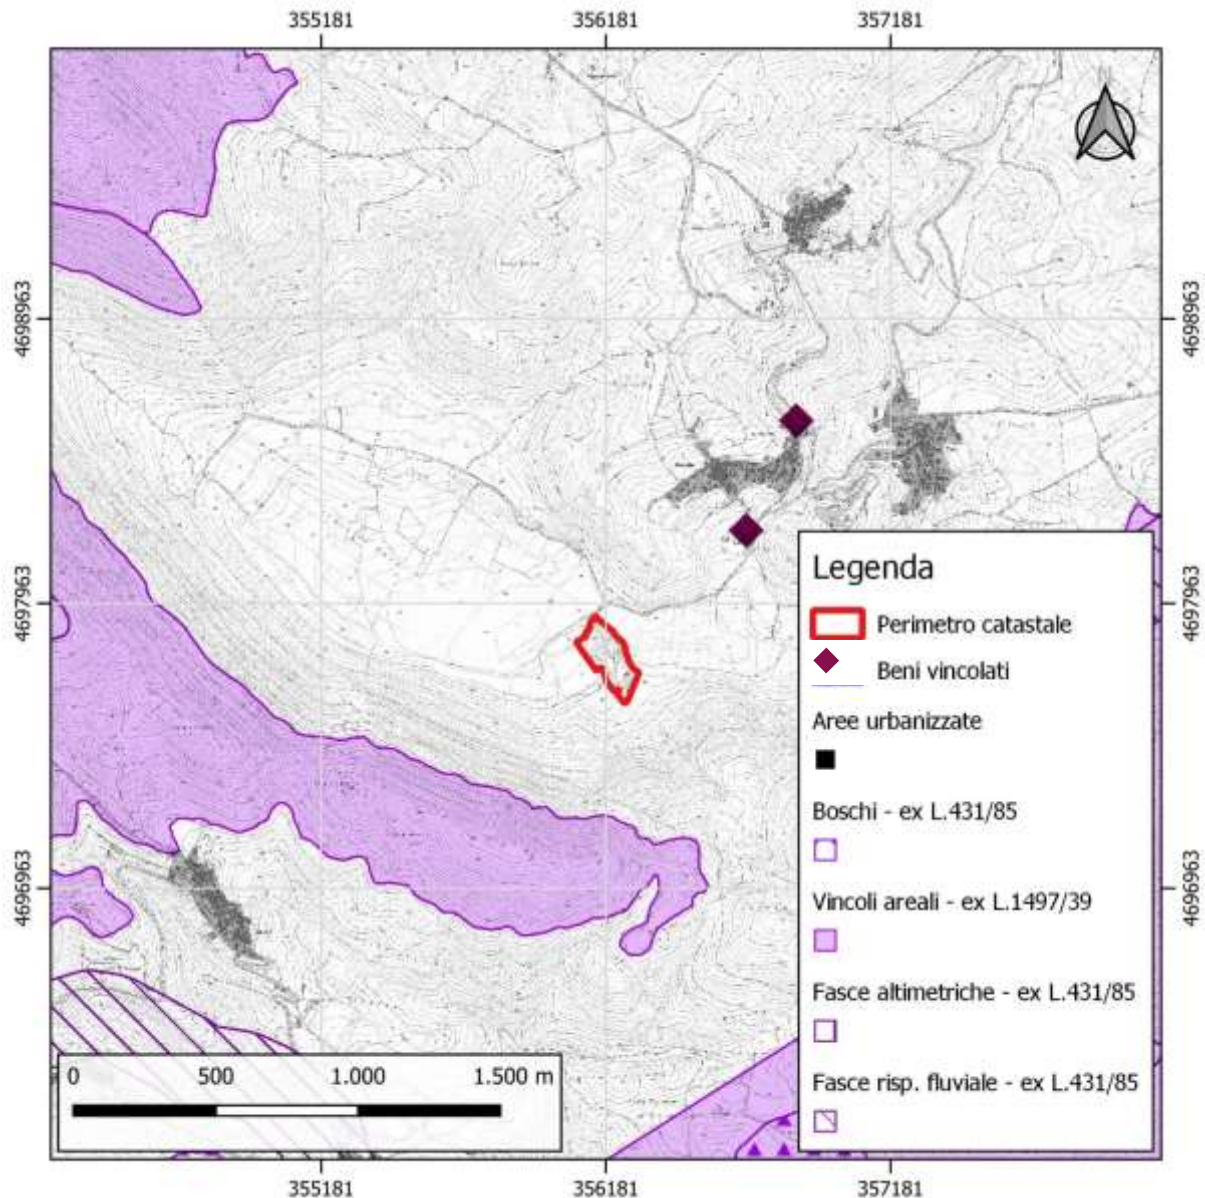 355181 356181 357181
4698963 4698963
4697963 4697963
4696963 4696963
Legenda
Perimetro catastale
Beni vincolati
Aree urbanizzate
Boschi - ex L.431/85
Vincoli areali - ex L.1497/39
Fasce altimetriche - ex L.431/85
Fasce risp. fluviale - ex L.431/85
0 500 1.000 1.500 m
355181 356181 357181